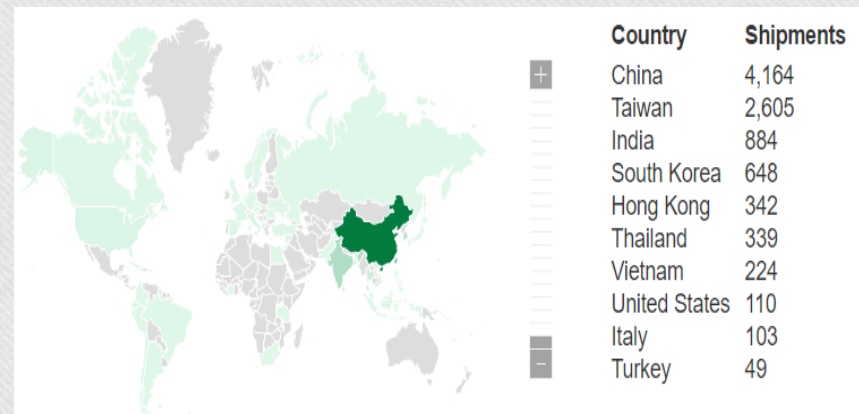 Country Shipments
China 4,164
Taiwan 2,605
India 884
South Korea 648
Hong Kong 342
Thailand 339
Vietnam 224
United States 110
Italy 103
Turkey 49
+
−